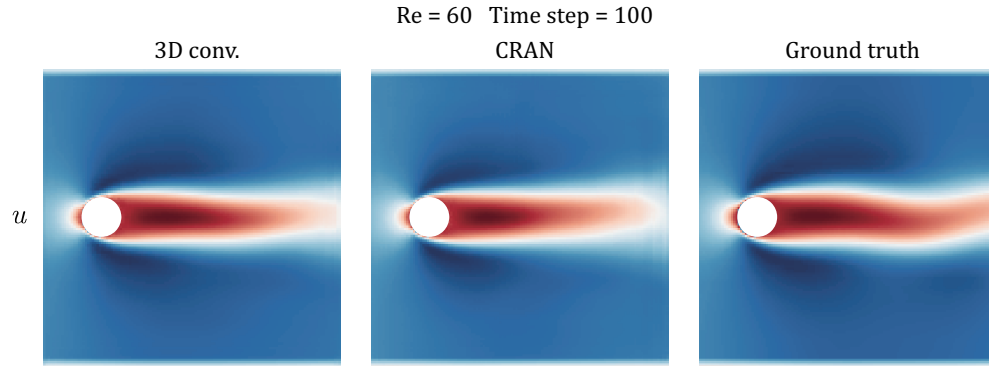 Re = 60 Time step = 100
3D conv.
CRAN
Ground truth
u